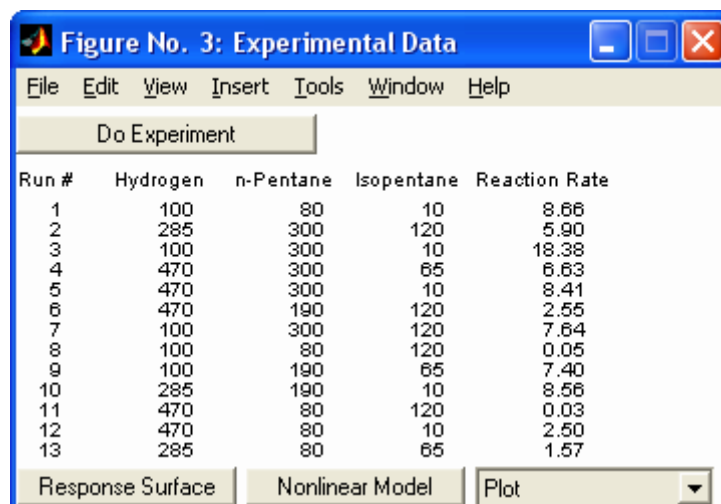 Figure No. 3: Experimental Data
File Edit View Insert Tools Window Help
Do Experiment
Run # Hydrogen n-Pentane Isopentane Reaction Rate
1 100 80 10 8.66
2 285 300 120 5.90
3 100 300 10 18.38
4 470 300 65 6.63
5 470 300 10 8.41
6 470 190 120 2.55
7 100 300 120 7.64
8 100 80 120 0.05
9 100 190 65 7.40
10 285 190 10 8.56
11 470 80 120 0.03
12 470 80 10 2.50
13 285 80 65 1.57
Response Surface Nonlinear Model Plot